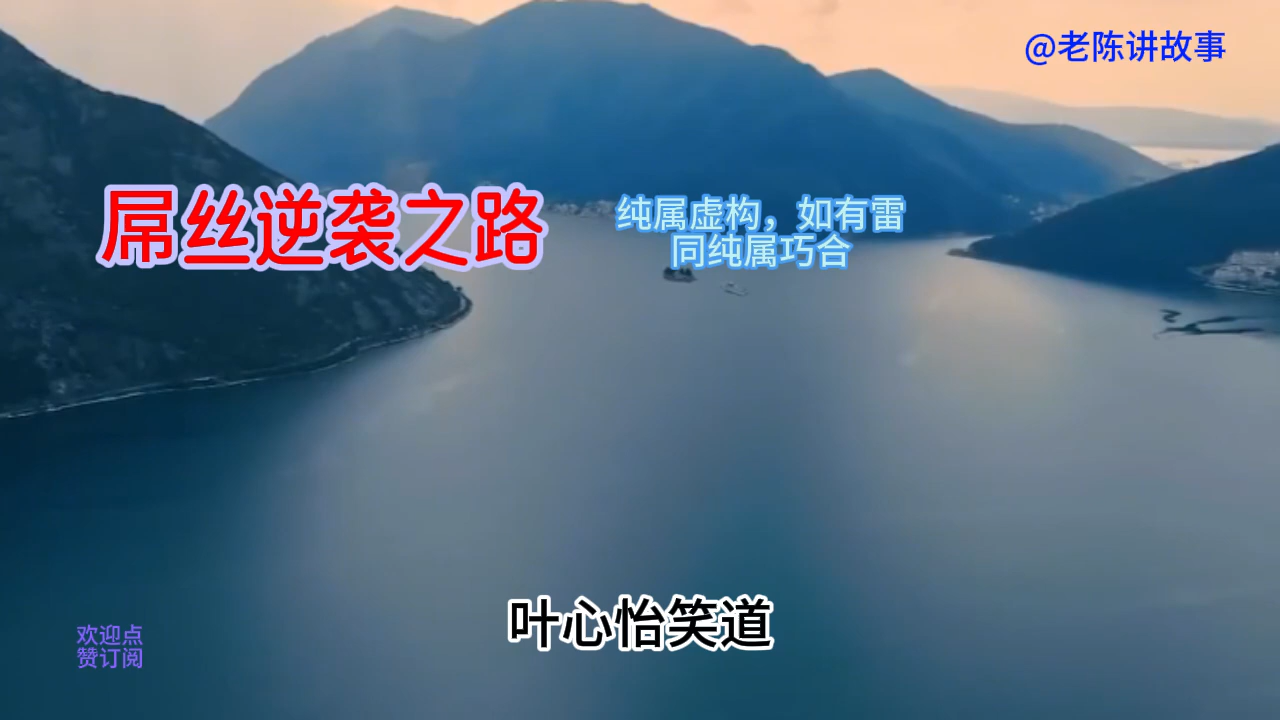 @老陈讲故事
屌丝逆袭之路
纯属虚构，如有雷
同纯属巧合
叶心怡笑道
欢迎点
赞订阅